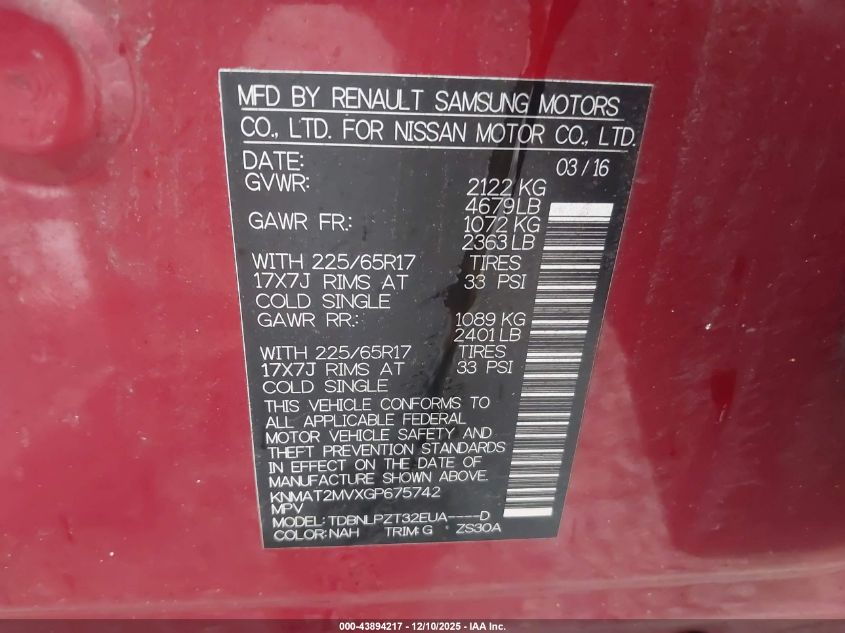 MFD BY RENAULT SAMSUNG MOTORS
CO., LTD. FOR NISSAN MOTOR CO., LTD.
DATE: 03/16
GVWR: 2122 KG
4679 LB
GAWR FR.: 1072 KG
2363 LB
WITH 225/65R17 TIRES
17X7J RIMS AT 33 PSI
COLD SINGLE
GAWR RR.: 1089 KG
2401 LB
WITH 225/65R17 TIRES
17X7J RIMS AT 33 PSI
COLD SINGLE
THIS VEHICLE CONFORMS TO
ALL APPLICABLE FEDERAL
MOTOR VEHICLE SAFETY AND
THEFT PREVENTION STANDARDS
IN EFFECT ON THE DATE OF
MANUFACTURE SHOWN ABOVE.
KNMAT2MVXGP675742
MPV
MODEL: TDBNLPZT32EUA----D
COLOR: NAH TRIM: G ZS30A
000-43894217 - 12/10/2025 - IAA Inc.